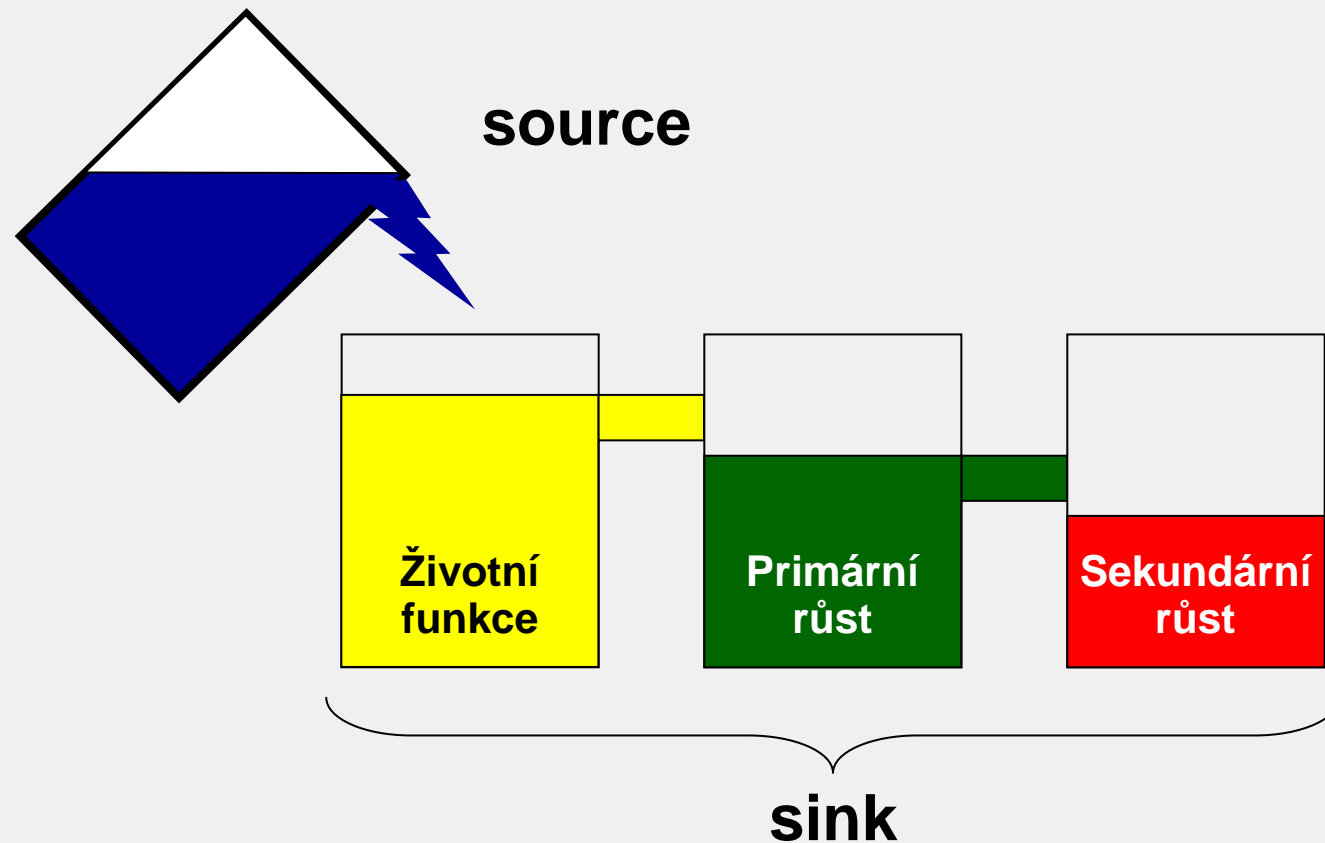 source
Životní
funkce
Primární
růst
Sekundární
růst
sink